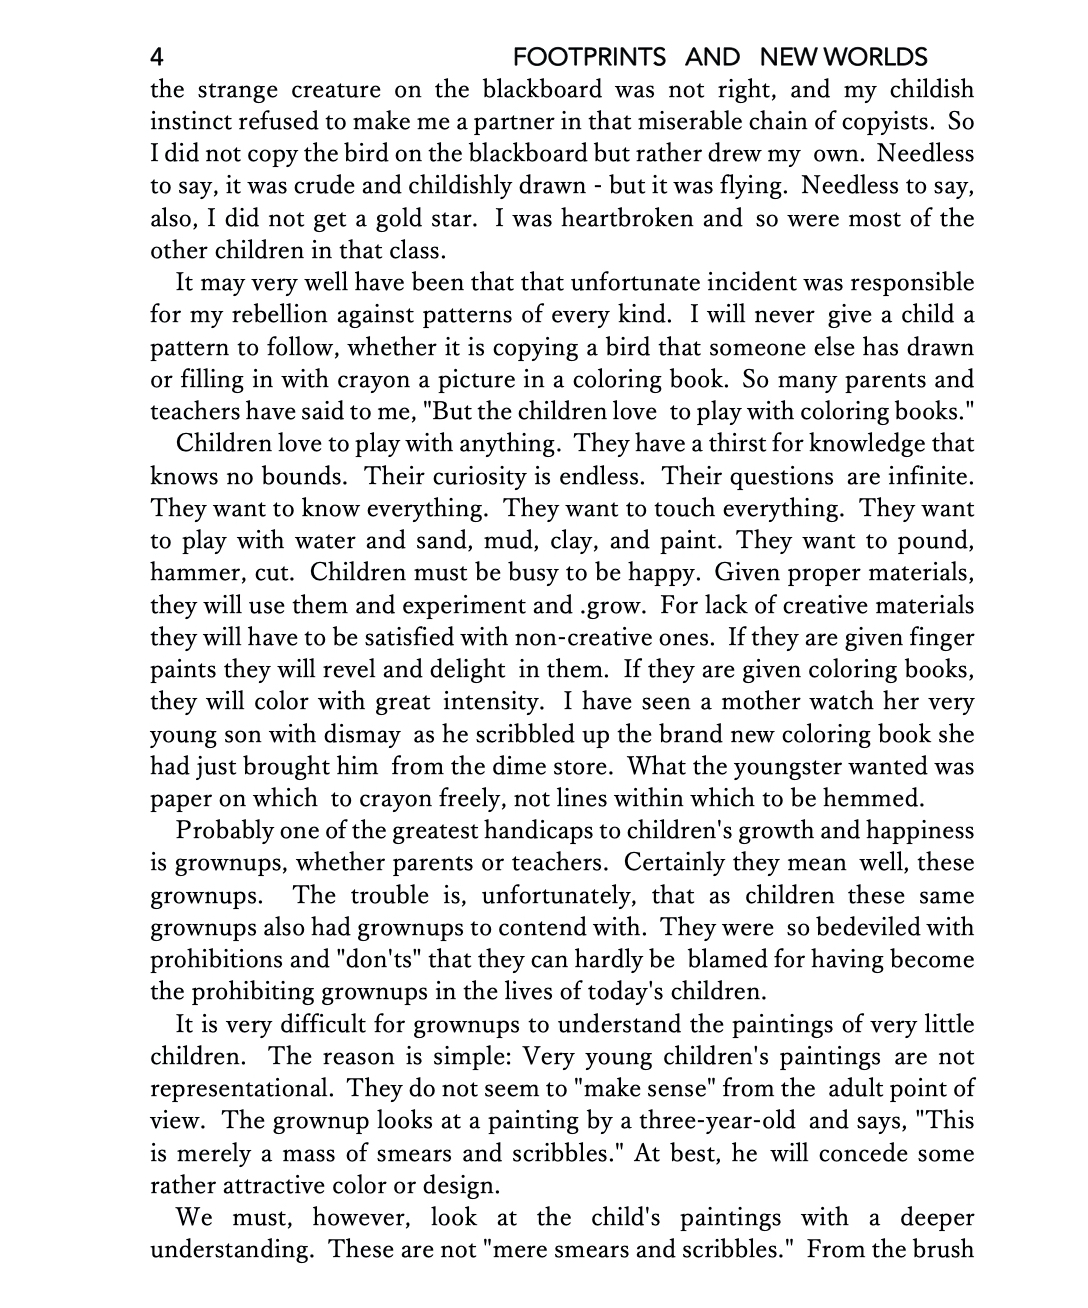 4 FOOTPRINTS AND NEW WORLDS
the strange creature on the blackboard was not right, and my childish
instinct refused to make me a partner in that miserable chain of copyists. So
I did not copy the bird on the blackboard but rather drew my own. Needless
to say, it was crude and childishly drawn - but it was flying. Needless to say,
also, I did not get a gold star. I was heartbroken and so were most of the
other children in that class.
It may very well have been that that unfortunate incident was responsible
for my rebellion against patterns of every kind. I will never give a child a
pattern to follow, whether it is copying a bird that someone else has drawn
or filling in with crayon a picture in a coloring book. So many parents and
teachers have said to me, "But the children love to play with coloring books."
Children love to play with anything. They have a thirst for knowledge that
knows no bounds. Their curiosity is endless. Their questions are infinite.
They want to know everything. They want to touch everything. They want
to play with water and sand, mud, clay, and paint. They want to pound,
hammer, cut. Children must be busy to be happy. Given proper materials,
they will use them and experiment and .grow. For lack of creative materials
they will have to be satisfied with non-creative ones. If they are given finger
paints they will revel and delight in them. If they are given coloring books,
they will color with great intensity. I have seen a mother watch her very
young son with dismay as he scribbled up the brand new coloring book she
had just brought him from the dime store. What the youngster wanted was
paper on which to crayon freely, not lines within which to be hemmed.
Probably one of the greatest handicaps to children's growth and happiness
is grownups, whether parents or teachers. Certainly they mean well, these
grownups. The trouble is, unfortunately, that as children these same
grownups also had grownups to contend with. They were so bedeviled with
prohibitions and "don'ts" that they can hardly be blamed for having become
the prohibiting grownups in the lives of today's children.
It is very difficult for grownups to understand the paintings of very little
children. The reason is simple: Very young children's paintings are not
representational. They do not seem to "make sense" from the adult point of
view. The grownup looks at a painting by a three-year-old and says, "This
is merely a mass of smears and scribbles." At best, he will concede some
rather attractive color or design.
We must, however, look at the child's paintings with a deeper
understanding. These are not "mere smears and scribbles." From the brush